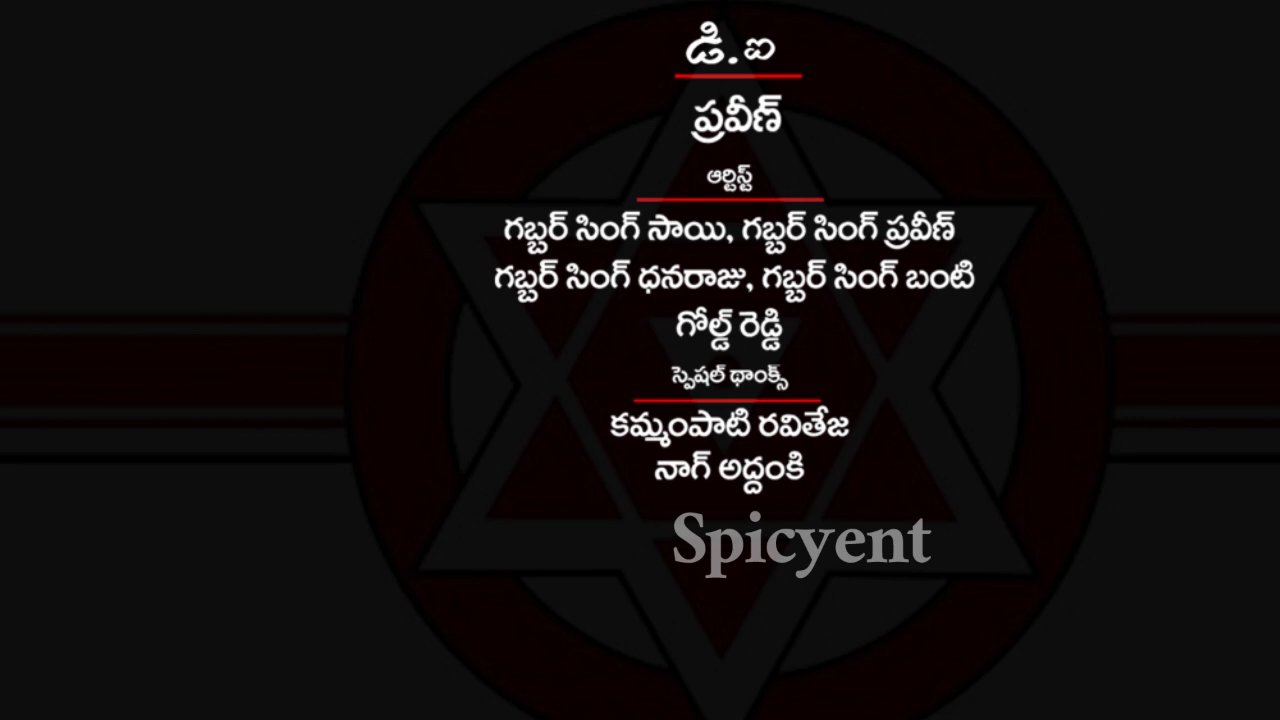 డి.ఐ
ప్రవీణ్
ఆర్టిస్ట్
గబ్బర్ సింగ్ సాయి, గబ్బర్ సింగ్ ప్రవీణ్
గబ్బర్ సింగ్ ధనరాజు, గబ్బర్ సింగ్ బంటి
గోల్డ్ రెడ్డి
స్పెషల్ థాంక్స్
కమ్మంపాటి రవితేజ
నాగ్ అద్దంకి
Spicyent